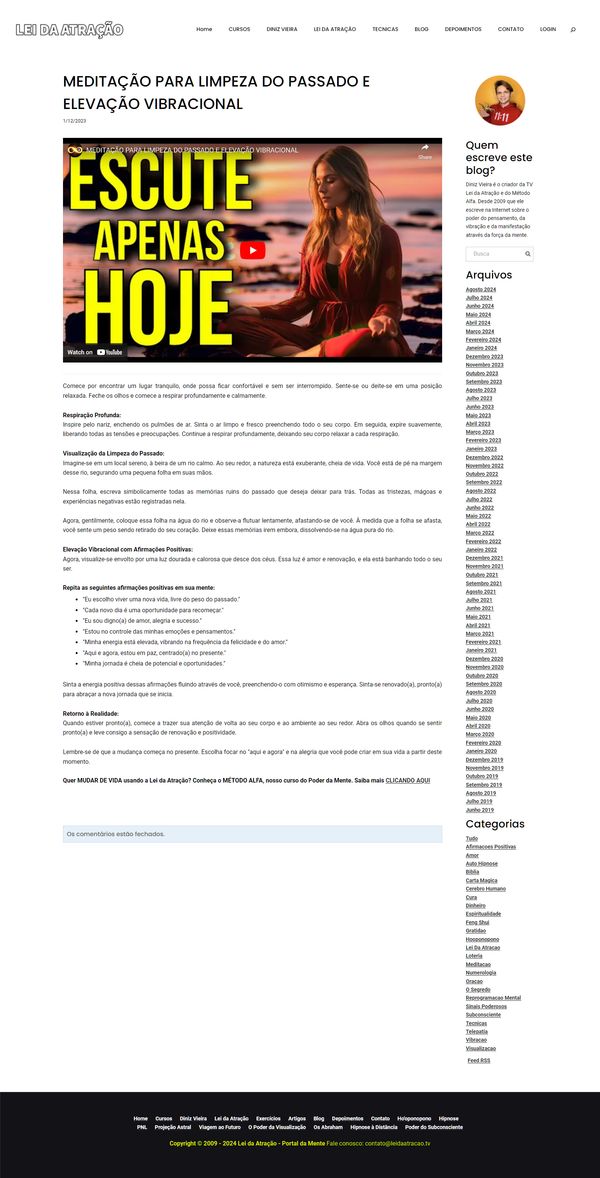 LEI DA ATRAÇÃO
Home CURSOS DINIZ VIEIRA LEI DA ATRAÇÃO TECNICAS BLOG DEPOIMENTOS CONTATO LOGIN
MEDITAÇÃO PARA LIMPEZA DO PASSADO E
ELEVAÇÃO VIBRACIONAL
1/12/2023
MEDITAÇÃO PARA LIMPEZA DO PASSADO E ELEVAÇÃO VIBRACIONAL
Share
ESCUTE
APENAS
HOJE
Watch on YouTube
Comece por encontrar um lugar tranquilo, onde possa ficar confortável e sem ser interrompido. Sente-se ou deite-se em uma posição
relaxada. Feche os olhos e comece a respirar profundamente e calmamente.
Respiração Profunda:
Inspire pelo nariz, enchendo os pulmões de ar. Sinta o ar limpo e fresco preenchendo todo o seu corpo. Em seguida, expire suavemente,
liberando todas as tensões e preocupações. Continue a respirar profundamente, deixando seu corpo relaxar a cada respiração.
Visualização da Limpeza do Passado:
Imagine-se em um local sereno, à beira de um rio calmo. Ao seu redor, a natureza está exuberante, cheia de vida. Você está de pé na margem
desse rio, segurando uma pequena folha em suas mãos.
Nessa folha, escreva simbolicamente todas as memórias ruins do passado que deseja deixar para trás. Todas as tristezas, mágoas e
experiências negativas estão registradas nela.
Agora, gentilmente, coloque essa folha na água do rio e observe-a flutuar lentamente, afastando-se de você. À medida que a folha se afasta,
você sente um peso sendo retirado do seu coração. Deixe essas memórias irem embora, dissolvendo-se na água pura do rio.
Elevação Vibracional com Afirmações Positivas:
Agora, visualize-se envolto por uma luz dourada e calorosa que desce dos céus. Essa luz é amor e renovação, e ela está banhando todo o seu
ser.
Repita as seguintes afirmações positivas em sua mente:
• "Eu escolho viver uma nova vida, livre do peso do passado."
• "Cada novo dia é uma oportunidade para recomeçar."
• "Eu sou digno(a) de amor, alegria e sucesso."
• "Estou no controle das minhas emoções e pensamentos."
• "Minha energia está elevada, vibrando na frequência da felicidade e do amor."
• "Aqui e agora, estou em paz, centrado(a) no presente."
• "Minha jornada é cheia de potencial e oportunidades."
Sinta a energia positiva dessas afirmações fluindo através de você, preenchendo-o com otimismo e esperança. Sinta-se renovado(a), pronto(a)
para abraçar a nova jornada que se inicia.
Retorno à Realidade:
Quando estiver pronto(a), comece a trazer sua atenção de volta ao seu corpo e ao ambiente ao seu redor. Abra os olhos quando se sentir
pronto(a) e leve consigo a sensação de renovação e positividade.
Lembre-se de que a mudança começa no presente. Escolha focar no "aqui e agora" e na alegria que você pode criar em sua vida a partir deste
momento.
Quer MUDAR DE VIDA usando a Lei da Atração? Conheça o MÉTODO ALFA, nosso curso do Poder da Mente. Saiba mais CLICANDO AQUI
Os comentários estão fechados.
11:11
Quem
escreve este
blog?
Diniz Vieira é o criador da TV
Lei da Atração e do Método
Alfa. Desde 2009 que ele
escreve na Internet sobre o
poder do pensamento, da
vibração e da manifestação
através da força da mente.
Busca
Arquivos
Agosto 2024
Julho 2024
Junho 2024
Maio 2024
Abril 2024
Março 2024
Fevereiro 2024
Janeiro 2024
Dezembro 2023
Novembro 2023
Outubro 2023
Setembro 2023
Agosto 2023
Julho 2023
Junho 2023
Maio 2023
Abril 2023
Março 2023
Fevereiro 2023
Janeiro 2023
Dezembro 2022
Novembro 2022
Outubro 2022
Setembro 2022
Agosto 2022
Julho 2022
Junho 2022
Maio 2022
Abril 2022
Março 2022
Fevereiro 2022
Janeiro 2022
Dezembro 2021
Novembro 2021
Outubro 2021
Setembro 2021
Agosto 2021
Julho 2021
Junho 2021
Maio 2021
Abril 2021
Março 2021
Fevereiro 2021
Janeiro 2021
Dezembro 2020
Novembro 2020
Outubro 2020
Setembro 2020
Agosto 2020
Julho 2020
Junho 2020
Maio 2020
Abril 2020
Março 2020
Fevereiro 2020
Janeiro 2020
Dezembro 2019
Novembro 2019
Outubro 2019
Setembro 2019
Agosto 2019
Julho 2019
Junho 2019
Categorias
Tudo
Afirmacoes Positivas
Amor
Auto Hipnose
Biblia
Carta Magica
Cerebro Humano
Cura
Dinheiro
Espiritualidade
Feng Shui
Gratidao
Hooponopono
Lei Da Atracao
Loteria
Meditacao
Numerologia
Oracao
O Segredo
Reprogramacao Mental
Sinais Poderosos
Subconsciente
Tecnicas
Telepatia
Vibracao
Visualizacao
Feed RSS
Home Cursos Diniz Vieira Lei da Atração Exercícios Artigos Blog Depoimentos Contato Ho'oponopono Hipnose
PNL Projeção Astral Viagem ao Futuro O Poder da Visualização Os Abraham Hipnose à Distância Poder do Subconsciente
Copyright © 2009 - 2024 Lei da Atração - Portal da Mente Fale conosco: contato@leidaatracao.tv